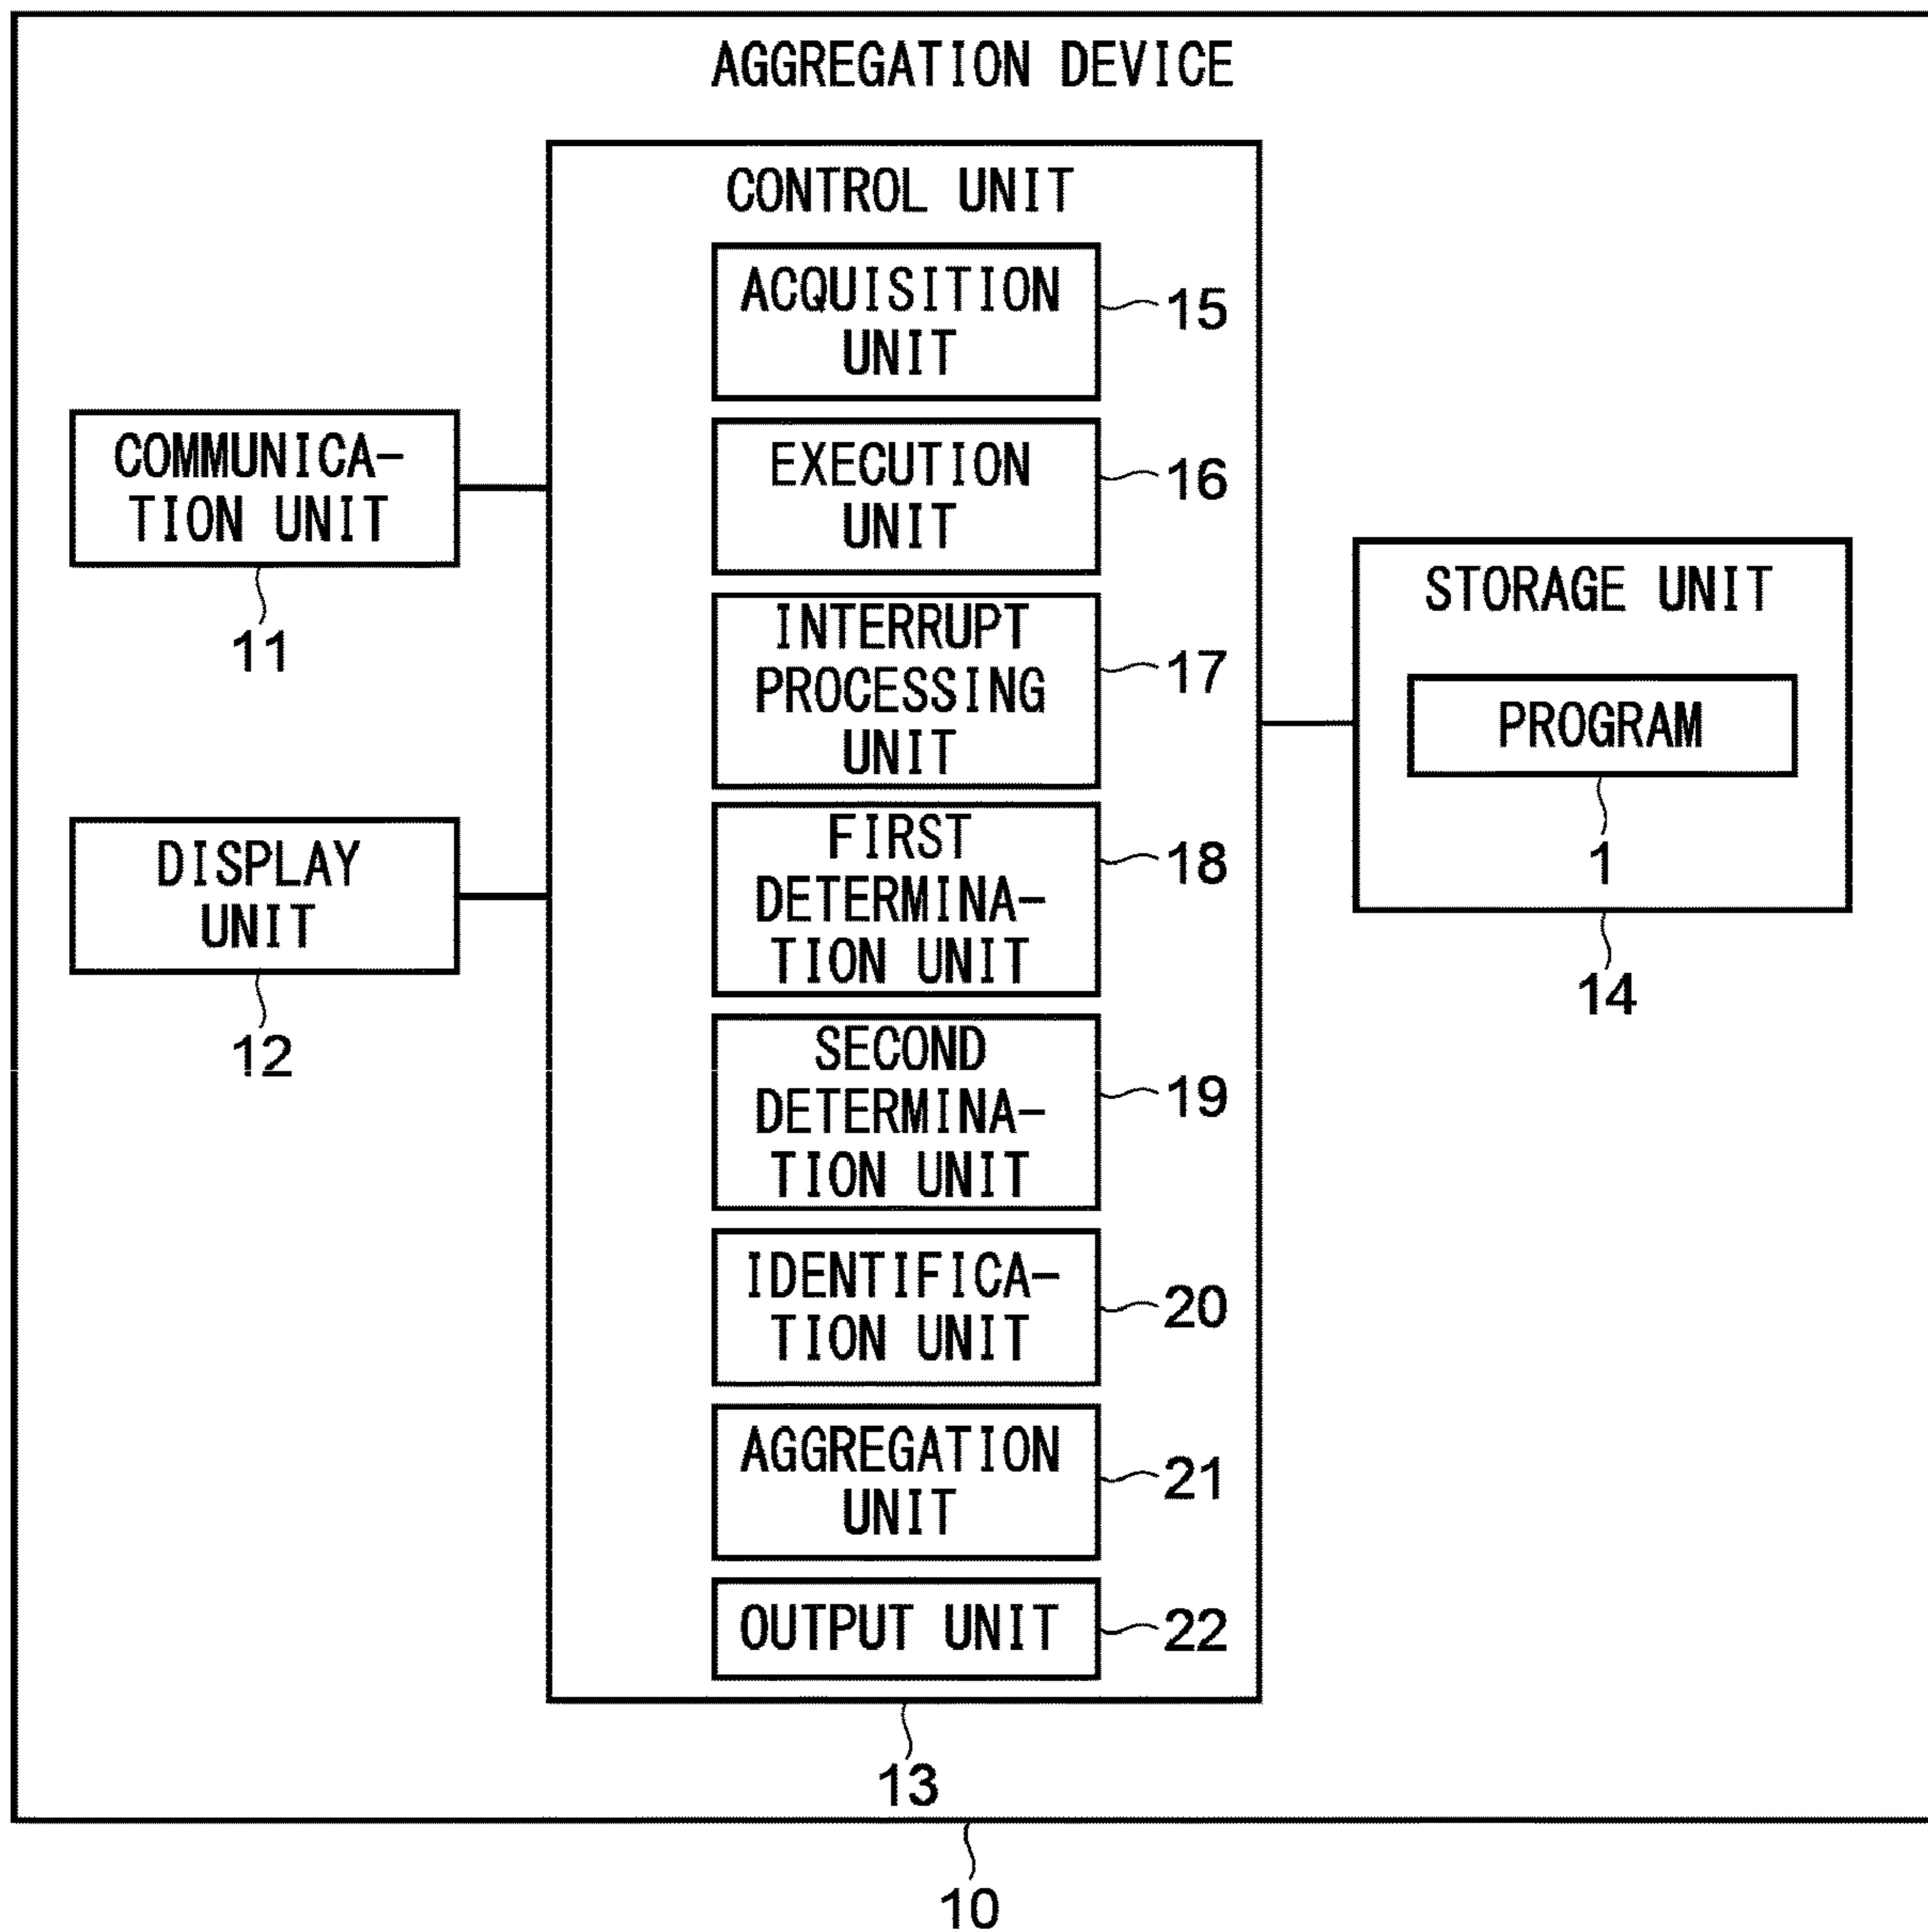 AGGREGATION DEVICE
CONTROL UNIT
ACQUISITION
UNIT
15
EXECUTION
UNIT
16
INTERRUPT
PROCESSING
UNIT
17
FIRST
DETERMINA-
TION UNIT
18
SECOND
DETERMINA-
TION UNIT
19
IDENTIFICA-
TION UNIT
20
AGGREGATION
UNIT
21
OUTPUT UNIT
22
13
COMMUNICA-
TION UNIT
11
DISPLAY
UNIT
12
STORAGE UNIT
PROGRAM
1
14
10